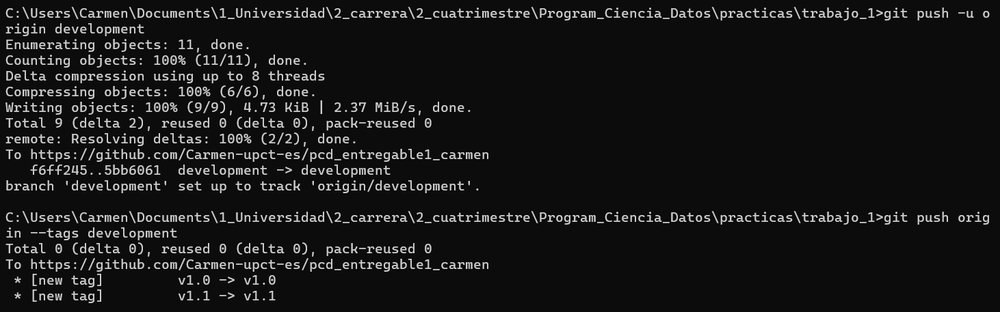 C:\Users\Carmen\Documents\1_Universidad\2_carrera\2_cuatrimestre\Program_Ciencia_Datos\practicas\trabajo_1>git push -u o
rigin development
Enumerating objects: 11, done.
Counting objects: 100% (11/11), done.
Delta compression using up to 8 threads
Compressing objects: 100% (6/6), done.
Writing objects: 100% (9/9), 4.73 KiB | 2.37 MiB/s, done.
Total 9 (delta 2), reused 0 (delta 0), pack-reused 0
remote: Resolving deltas: 100% (2/2), done.
To https://github.com/Carmen-upct-es/pcd_entregable1_carmen
   f6ff245..5bb6061  development -> development
branch 'development' set up to track 'origin/development'.

C:\Users\Carmen\Documents\1_Universidad\2_carrera\2_cuatrimestre\Program_Ciencia_Datos\practicas\trabajo_1>git push orig
in --tags development
Total 0 (delta 0), reused 0 (delta 0), pack-reused 0
To https://github.com/Carmen-upct-es/pcd_entregable1_carmen
 * [new tag]         v1.0 -> v1.0
 * [new tag]         v1.1 -> v1.1